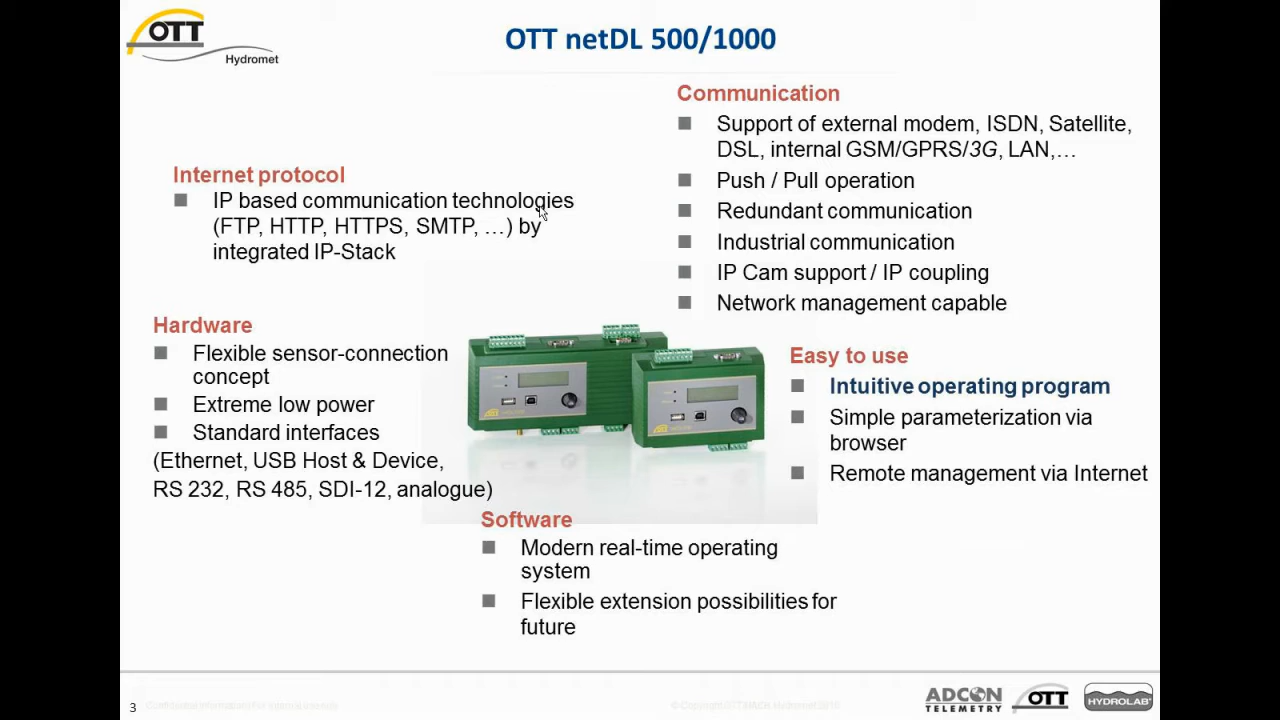 OTT
Hydromet
OTT netDL 500/1000
Communication
Support of external modem, ISDN, Satellite,
DSL, internal GSM/GPRS/3G, LAN,…
Push / Pull operation
Redundant communication
Industrial communication
IP Cam support / IP coupling
Network management capable
Internet protocol
IP based communication technologies
(FTP, HTTP, HTTPS, SMTP, …) by
integrated IP-Stack
Hardware
Flexible sensor-connection
concept
Extreme low power
Standard interfaces
(Ethernet, USB Host & Device,
RS 232, RS 485, SDI-12, analogue)
Easy to use
Intuitive operating program
Simple parameterization via
browser
Remote management via Internet
Software
Modern real-time operating
system
Flexible extension possibilities for
future
3
ADCON
TELEMETRY
OTT
HYDROLAB